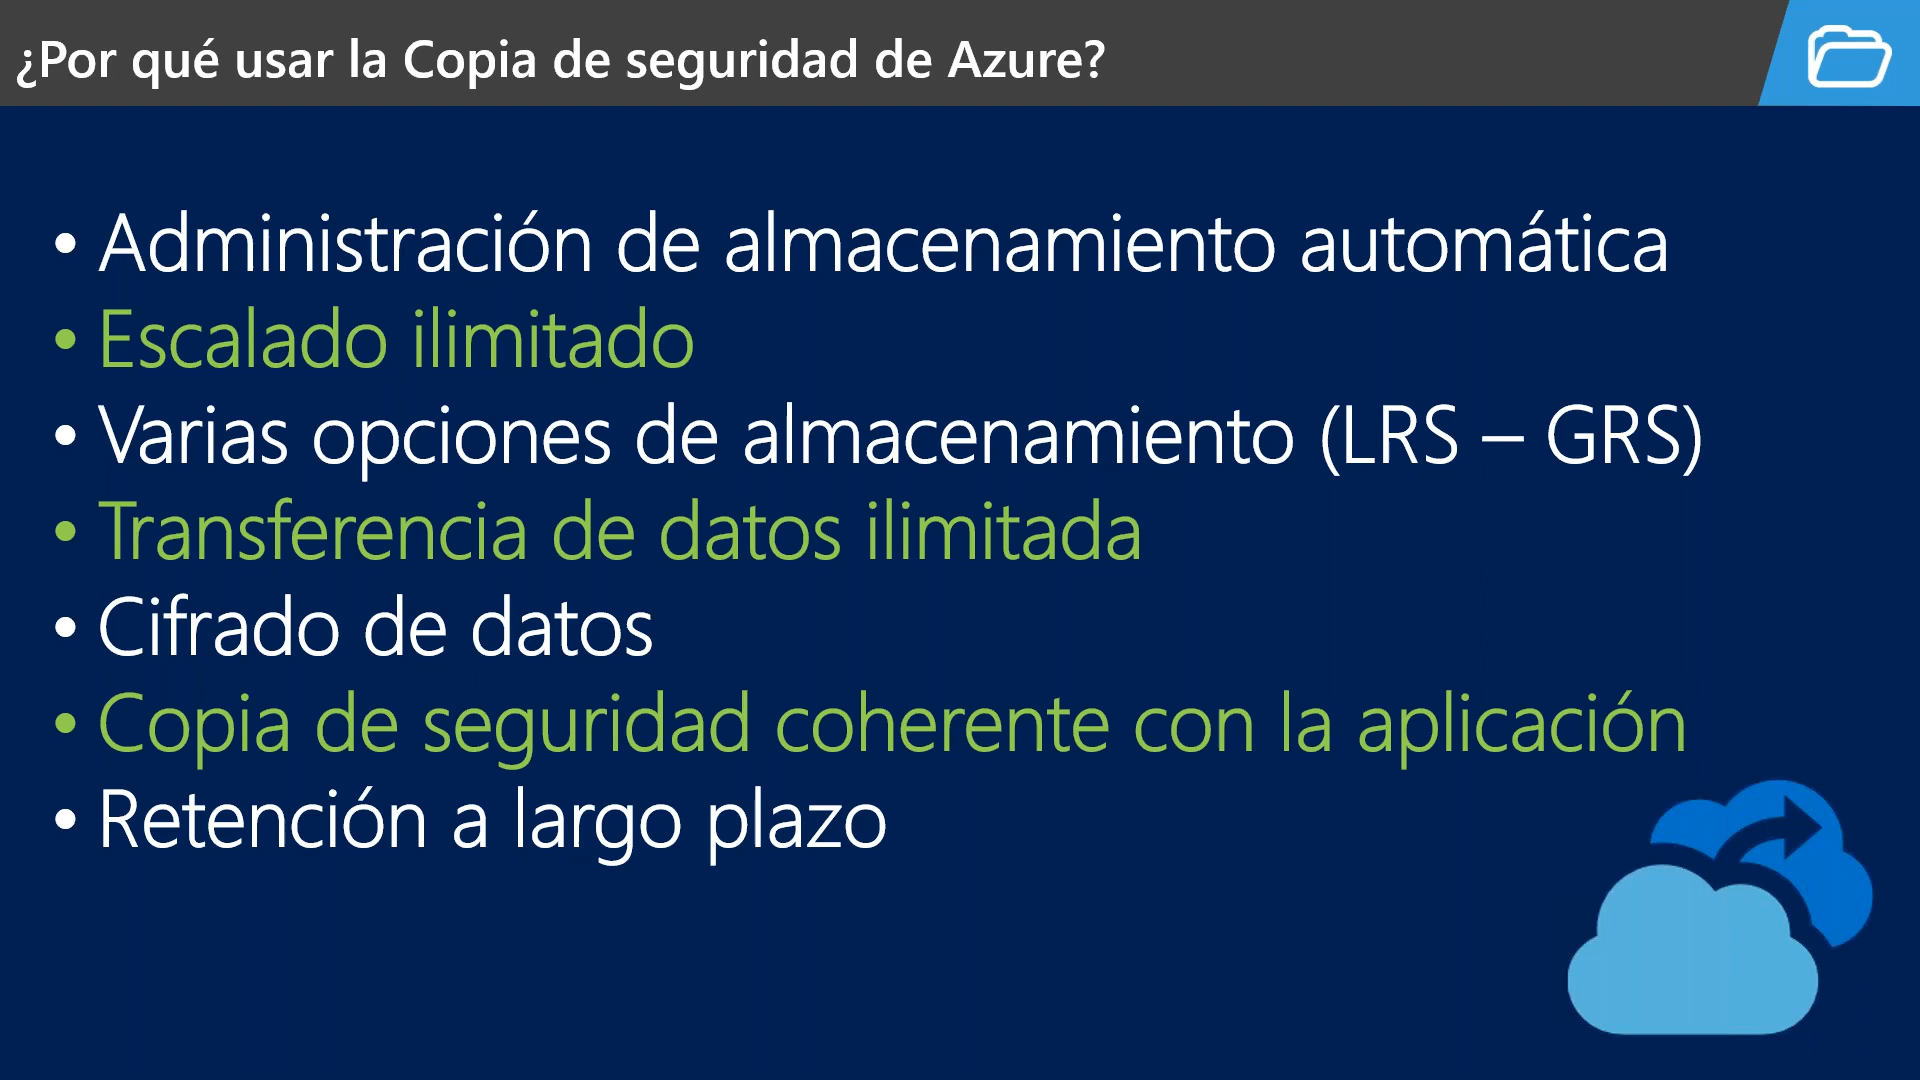 ¿Por qué usar la Copia de seguridad de Azure?
• Administración de almacenamiento automática
• Escalado ilimitado
• Varias opciones de almacenamiento (LRS – GRS)
• Transferencia de datos ilimitada
• Cifrado de datos
• Copia de seguridad coherente con la aplicación
• Retención a largo plazo